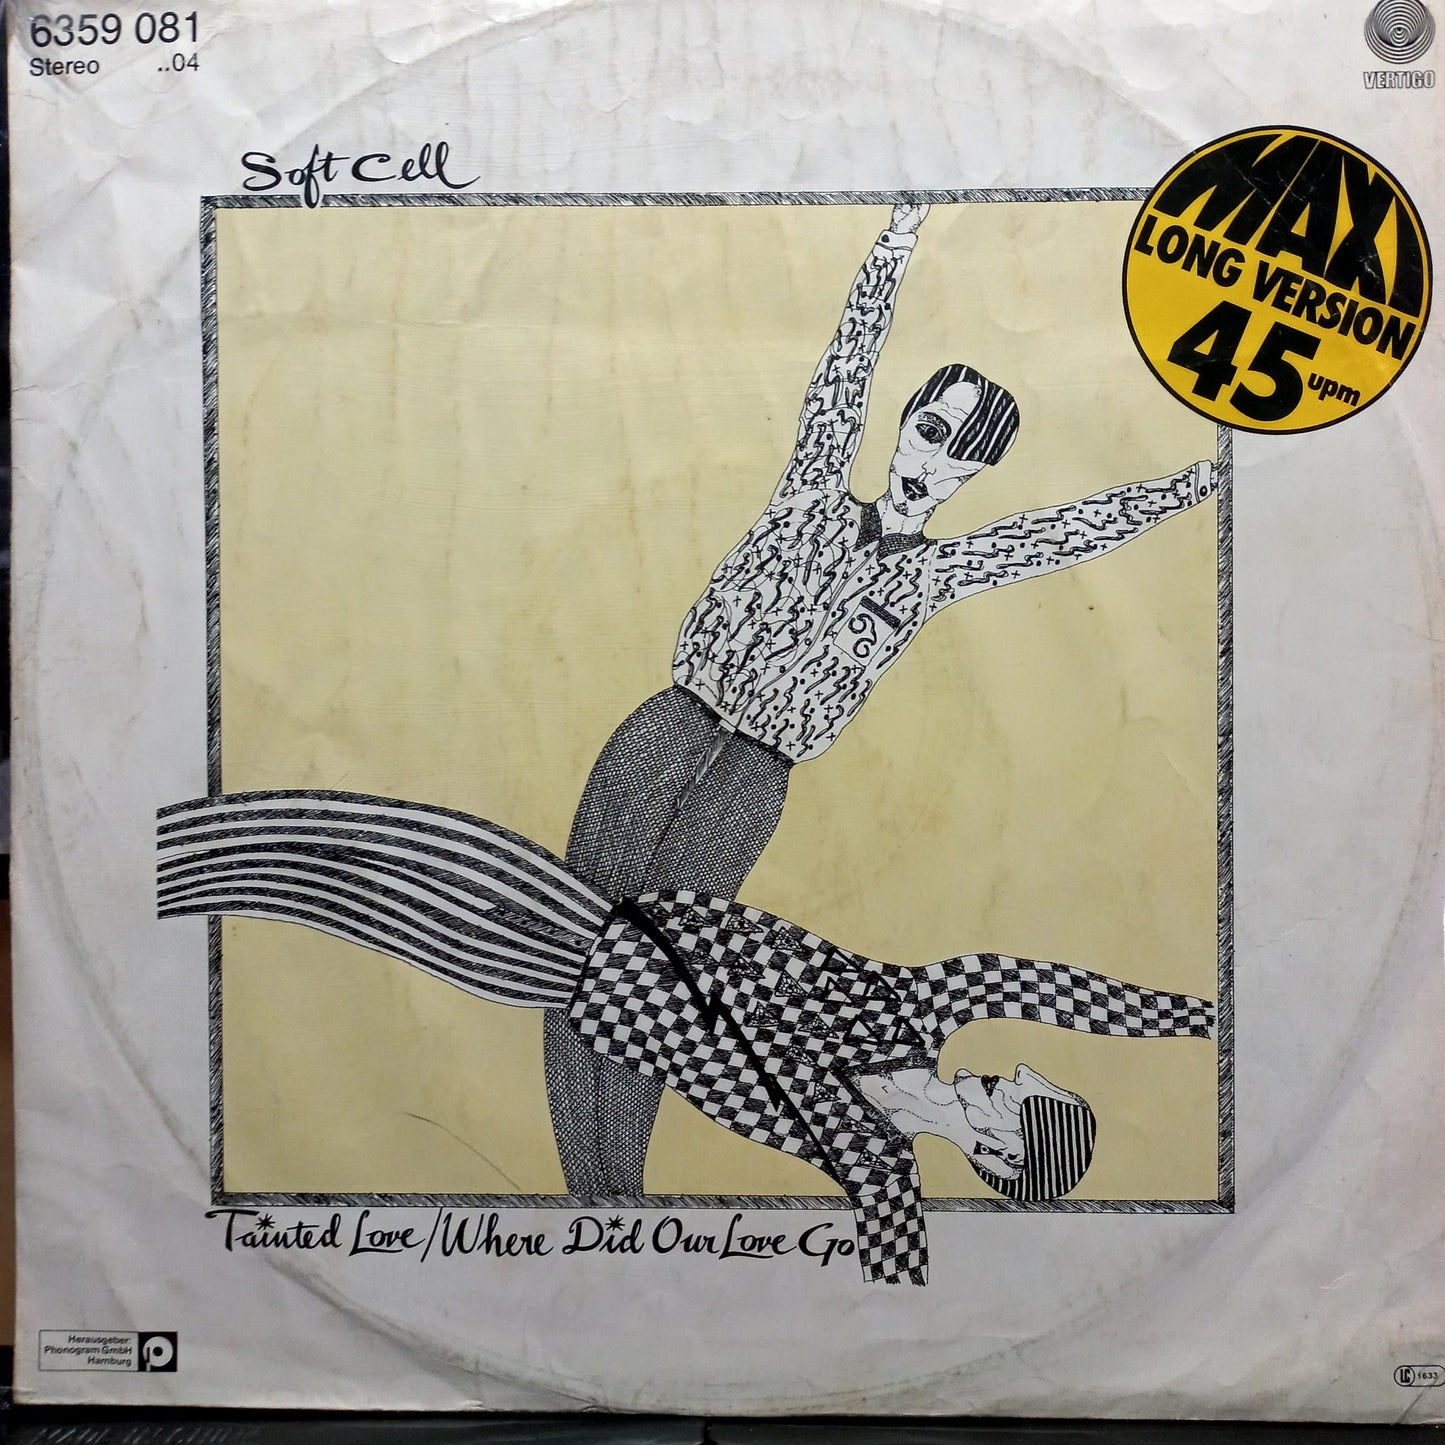 6359 081
Stereo ..04
VERTIGO
Soft Cell
MAXI
LONG VERSION
45 upm
Tainted Love/Where Did Our Love Go
Herausgeber:
Phonogram GmbH
Hamburg
p
LC 1633